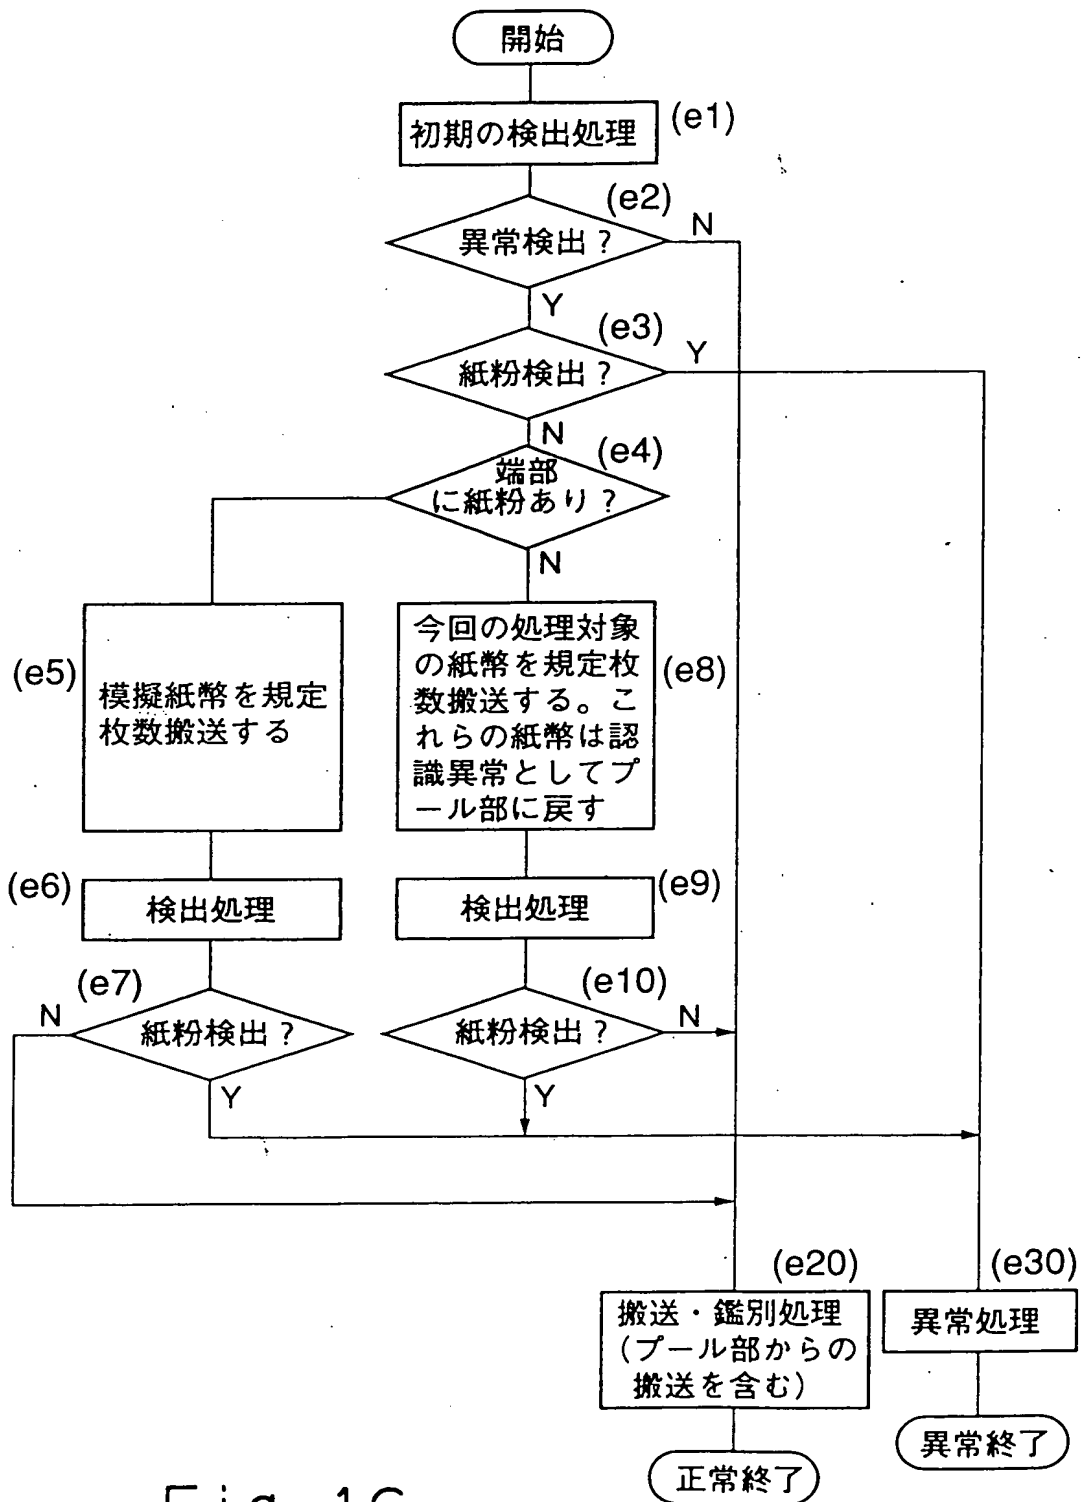 開始
初期の検出処理
(e1)
(e2)
異常検出？
N
Y
(e3)
紙粉検出？
Y
N
(e4)
端部
に紙粉あり？
N
(e5)
模擬紙幣を規定
枚数搬送する
今回の処理対象
の紙幣を規定枚
数搬送する。こ
れらの紙幣は認
識異常としてプ
ール部に戻す
(e8)
(e6)
検出処理
検出処理
(e9)
(e7)
N
紙粉検出？
Y
(e10)
紙粉検出？
N
Y
(e20)
搬送・鑑別処理
（プール部からの
搬送を含む）
正常終了
(e30)
異常処理
異常終了